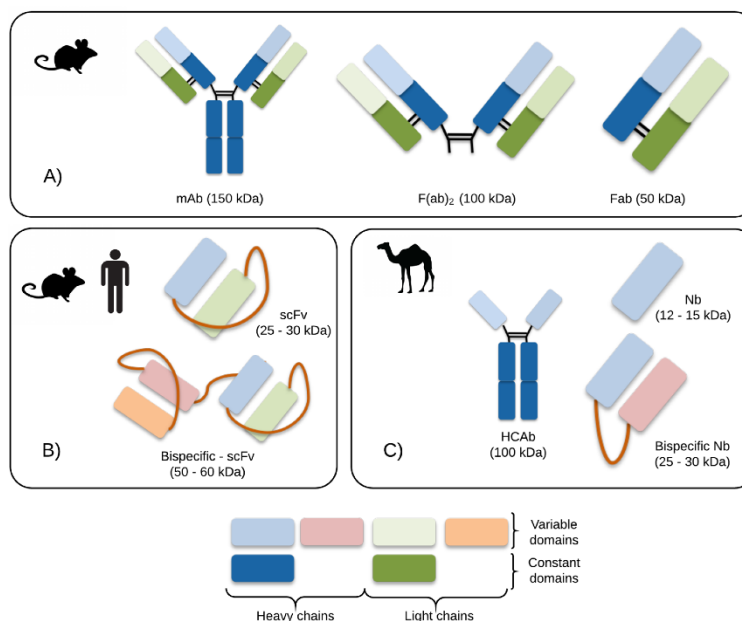 A)
mAb (150 kDa)
F(ab)₂ (100 kDa)
Fab (50 kDa)
B)
scFv
(25 - 30 kDa)
Bispecific - scFv
(50 - 60 kDa)
C)
HCAb
(100 kDa)
Nb
(12 - 15 kDa)
Bispecific Nb
(25 - 30 kDa)
Variable
domains
Constant
domains
Heavy chains
Light chains